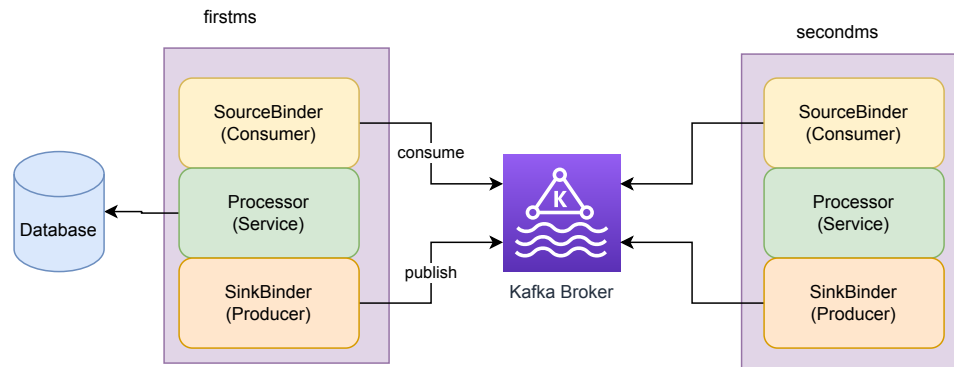 firstms
secondms
SourceBinder
(Consumer)
SourceBinder
(Consumer)
consume
K
Processor
(Service)
Processor
(Service)
Database
publish
Kafka Broker
SinkBinder
(Producer)
SinkBinder
(Producer)